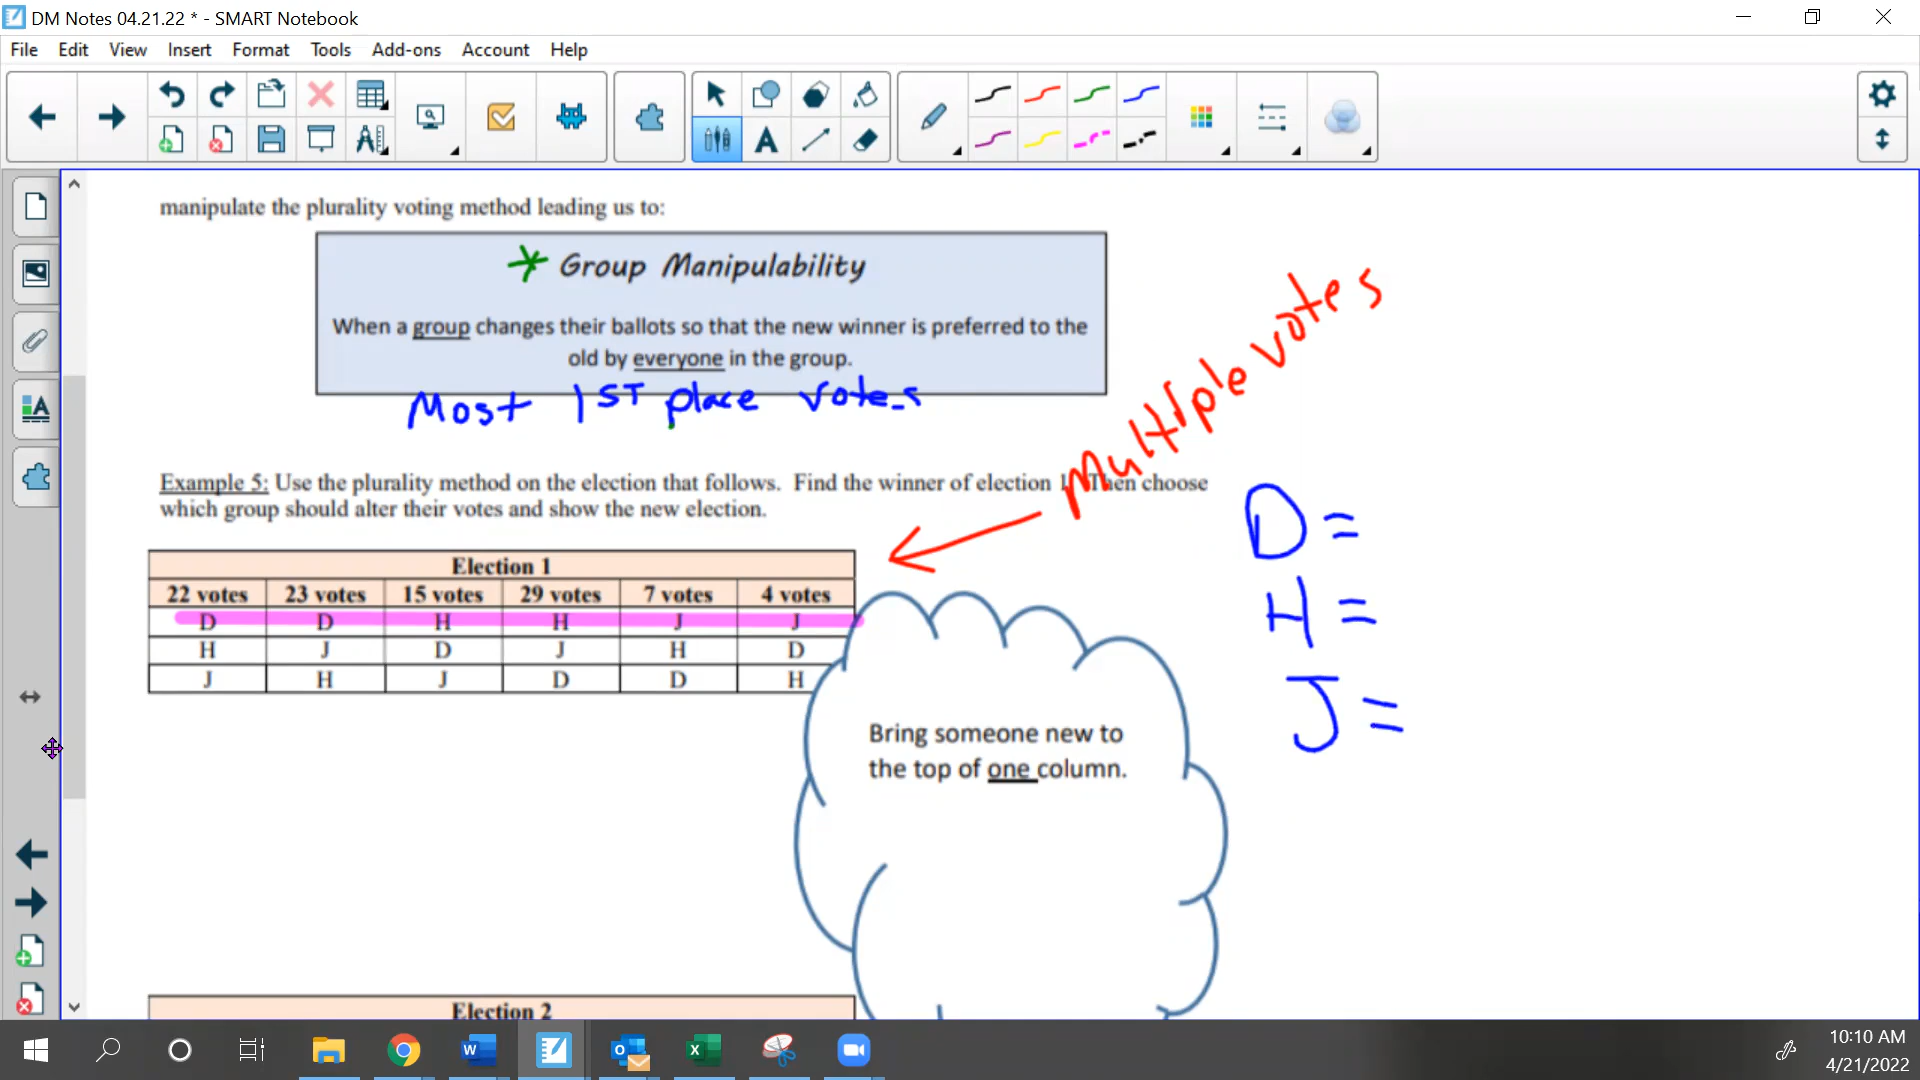 DM Notes 04.21.22 * - SMART Notebook
File Edit View Insert Format Tools Add-ons Account Help
manipulate the plurality voting method leading us to:
* Group Manipulability
When a group changes their ballots so that the new winner is preferred to the
old by everyone in the group.
Most 1ST place votes
Multiple votes
Example 5: Use the plurality method on the election that follows. Find the winner of election 1. Then choose
which group should alter their votes and show the new election.
Election 1
22 votes 23 votes 15 votes 29 votes 7 votes 4 votes
D D H H J J
H J D J H D
J H J D D H
D =
H =
J =
Bring someone new to
the top of one column.
Election 2
10:10 AM
4/21/2022